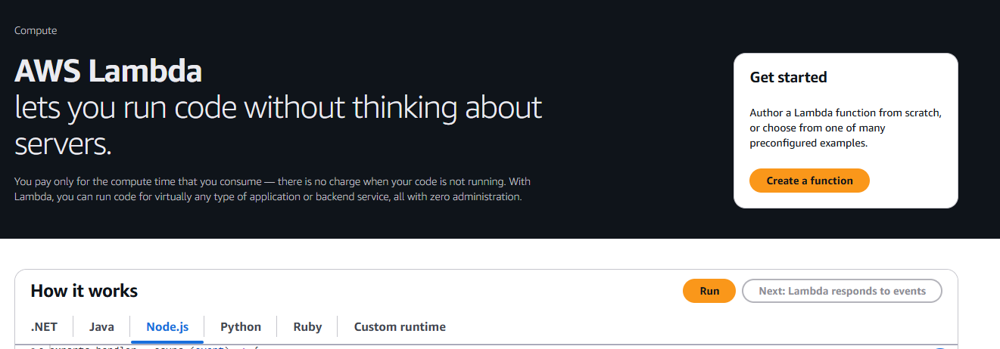 Compute
AWS Lambda
lets you run code without thinking about
servers.
You pay only for the compute time that you consume — there is no charge when your code is not running. With
Lambda, you can run code for virtually any type of application or backend service, all with zero administration.
Get started
Author a Lambda function from scratch,
or choose from one of many
preconfigured examples.
Create a function
How it works
Run
Next: Lambda responds to events
.NET
Java
Node.js
Python
Ruby
Custom runtime